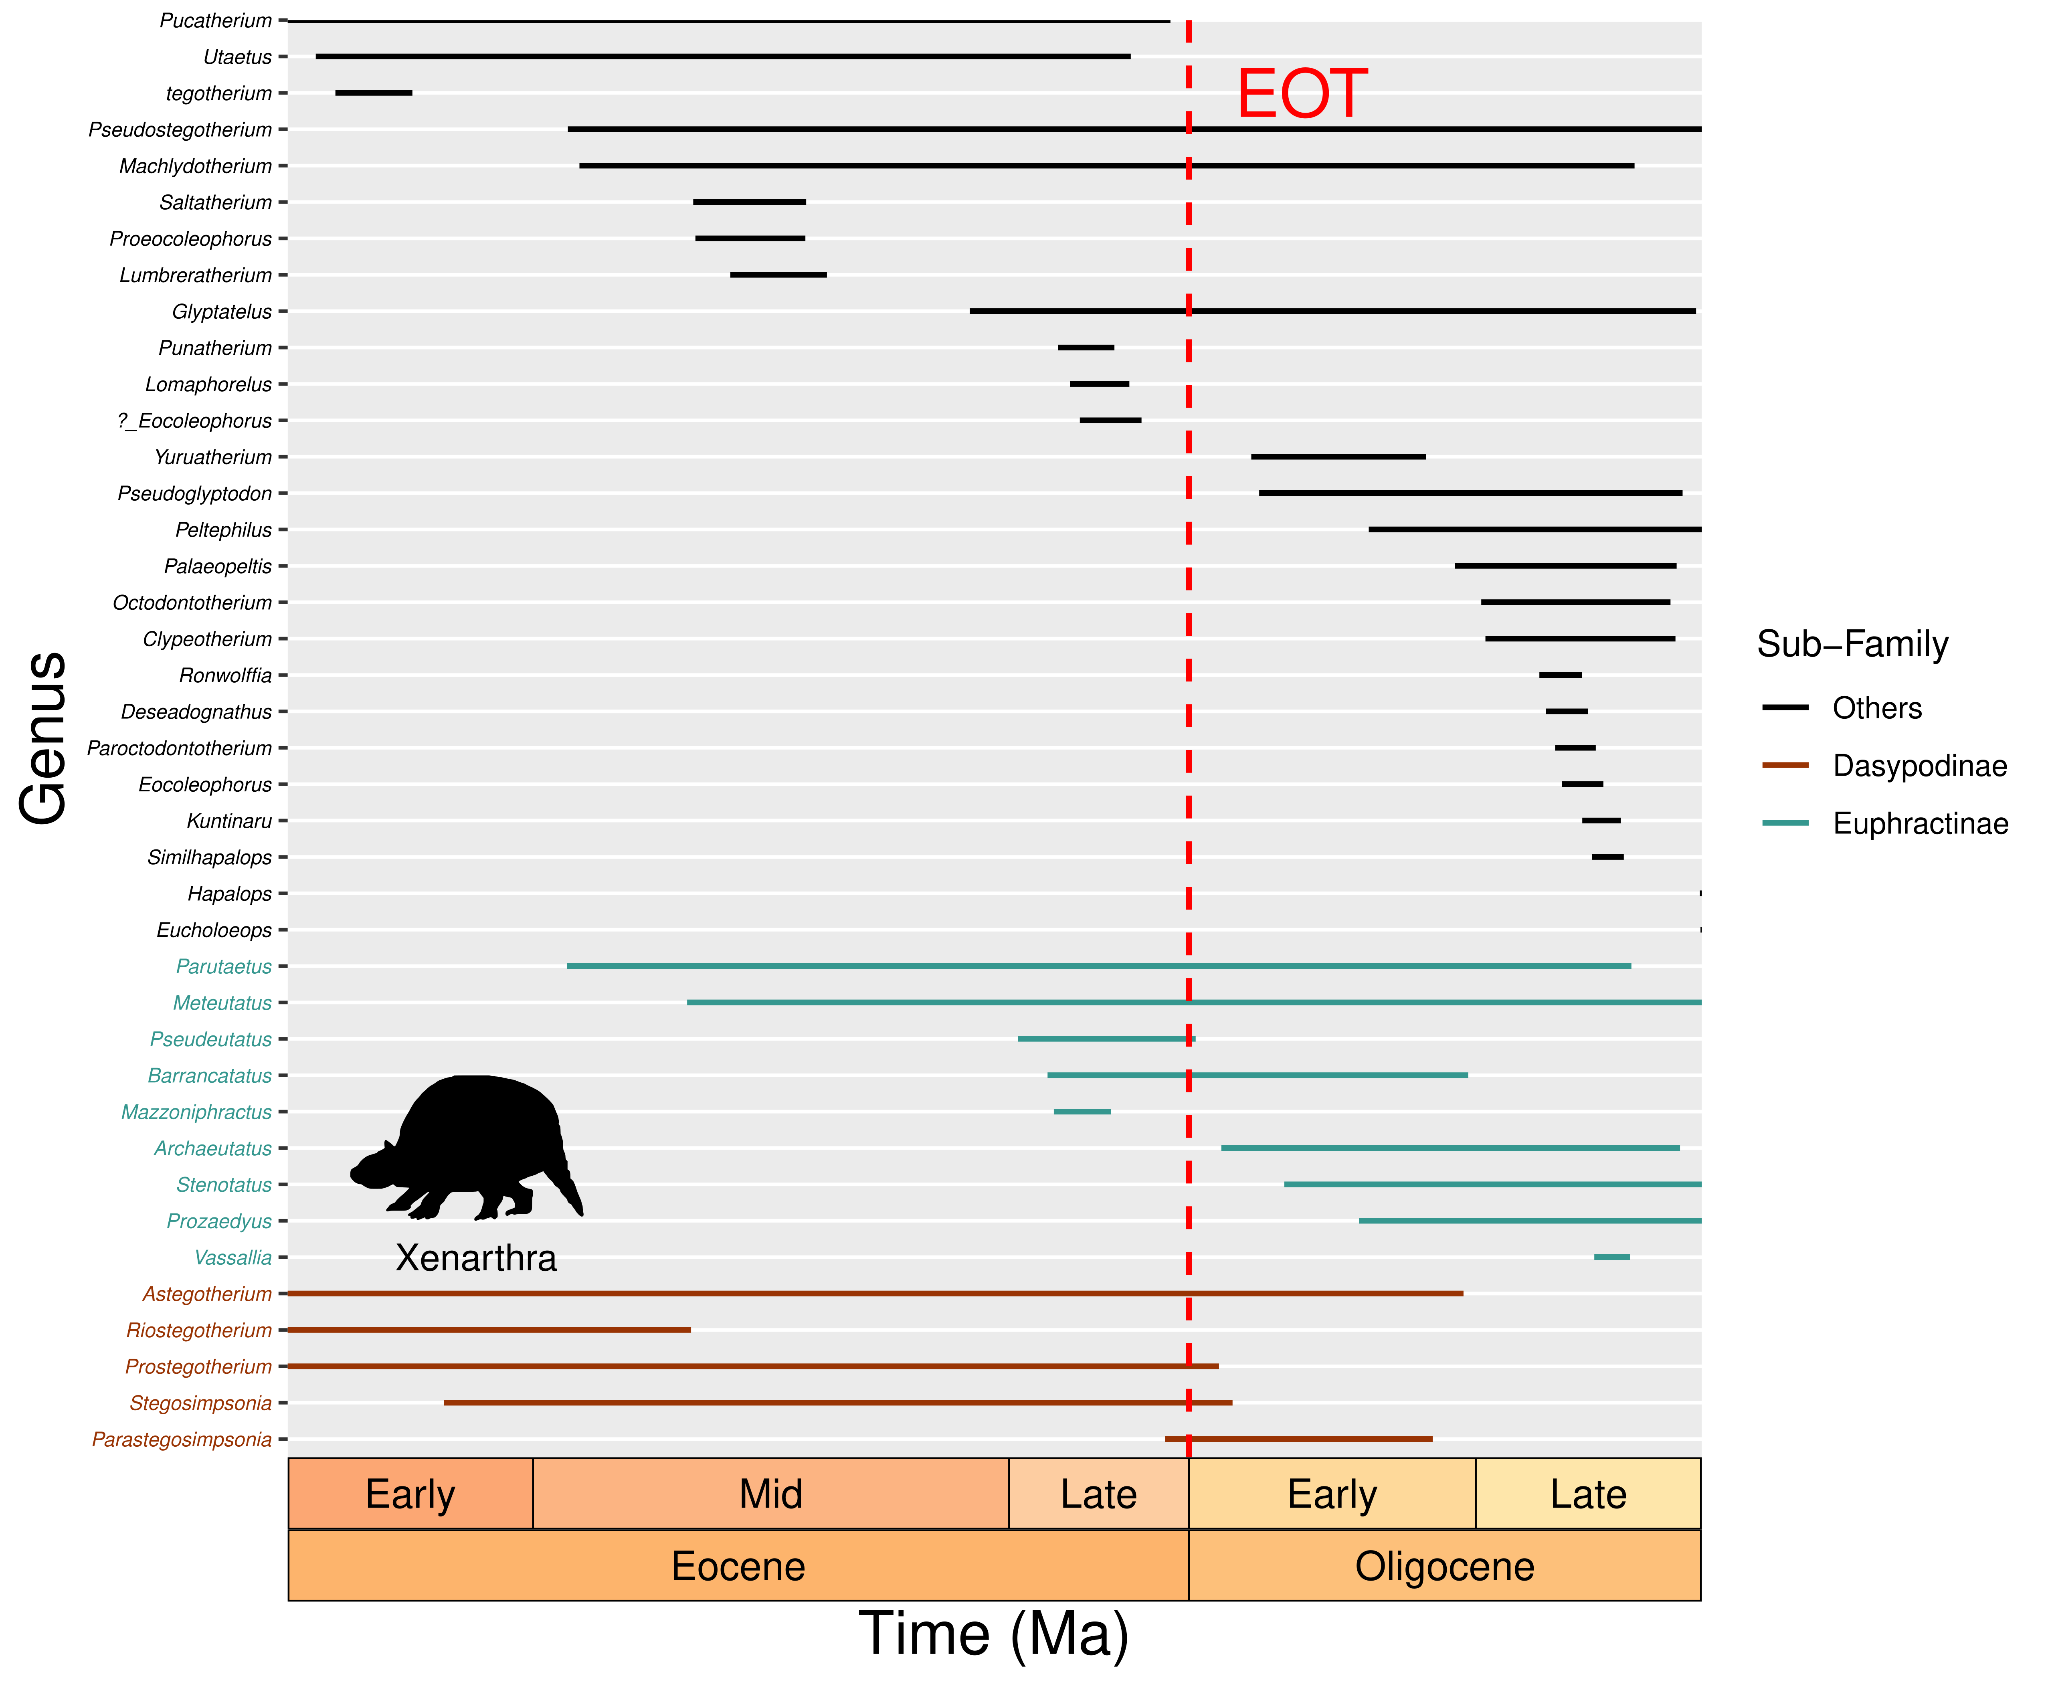 Pucatherium
Utaetus
tegotherium
Pseudostegotherium
Machlydotherium
Saltatherium
Proeocoleophorus
Lumbreratherium
Glyptatelus
Punatherium
Lomaphorelus
?_Eocoleophorus
Yuruatherium
Pseudoglyptodon
Peltephilus
Palaeopeltis
Octodontotherium
Clypeotherium
Ronwolffia
Deseadognathus
Paroctodontotherium
Eocoleophorus
Kuntinaru
Similhapalops
Hapalops
Eucholoeops
Parutaetus
Meteutatus
Pseudeutatus
Barrancatatus
Mazzoniphractus
Archaeutatus
Stenotatus
Prozaedyus
Vassallia
Astegotherium
Riostegotherium
Prostegotherium
Stegosimpsonia
Parastegosimpsonia
Genus
EOT
Xenarthra
Early Mid Late Early Late
Eocene Oligocene
Time (Ma)
Sub−Family
Others
Dasypodinae
Euphractinae